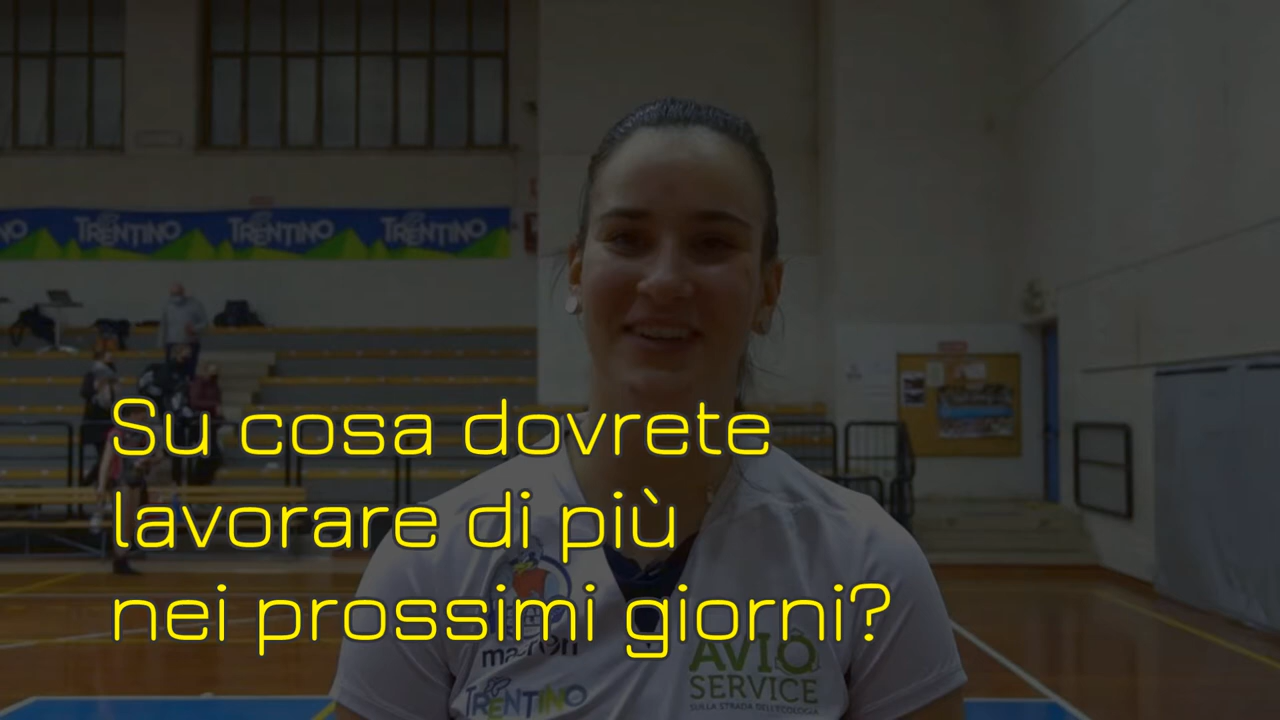 TRENTINO TRENTINO TRENTINO
Su cosa dovrete
lavorare di più
nei prossimi giorni?
macron
TRENTINO
AVIO
SERVICE
SULLA STRADA DELL'ECOLOGIA